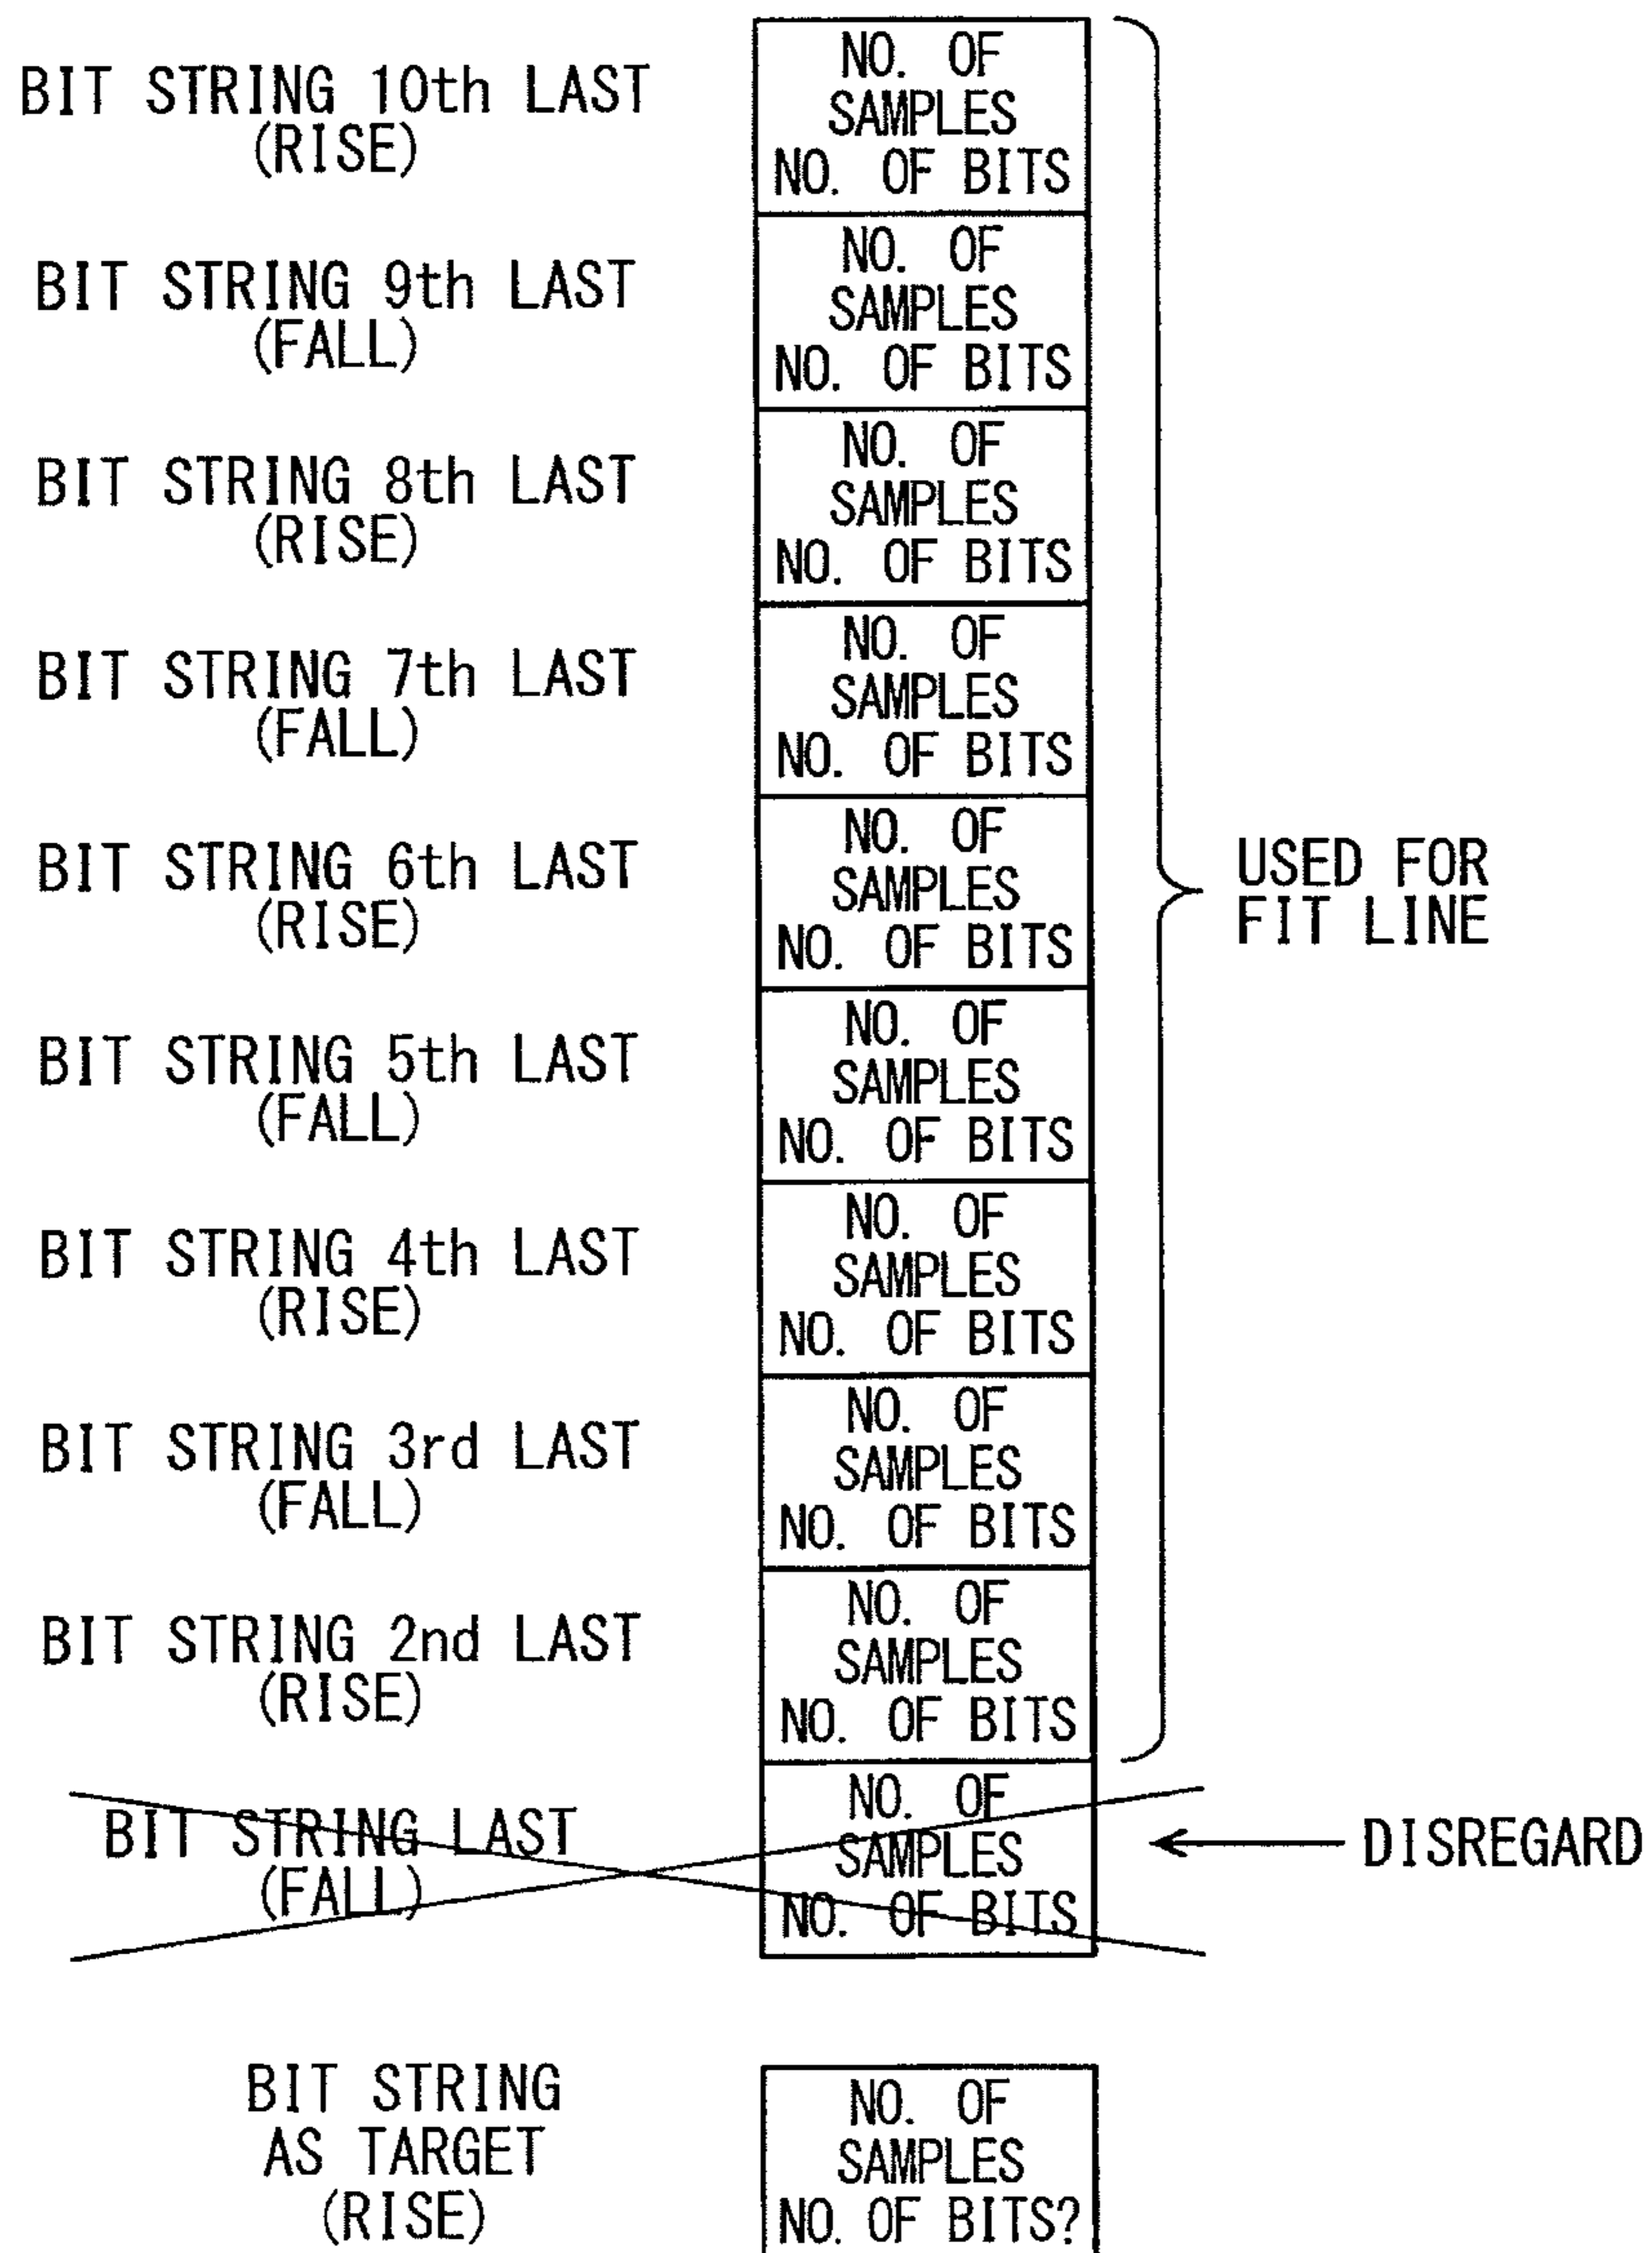 BIT STRING 10th LAST
(RISE)
NO. OF
SAMPLES
NO. OF BITS
BIT STRING 9th LAST
(FALL)
NO. OF
SAMPLES
NO. OF BITS
BIT STRING 8th LAST
(RISE)
NO. OF
SAMPLES
NO. OF BITS
BIT STRING 7th LAST
(FALL)
NO. OF
SAMPLES
NO. OF BITS
BIT STRING 6th LAST
(RISE)
NO. OF
SAMPLES
NO. OF BITS
USED FOR
FIT LINE
BIT STRING 5th LAST
(FALL)
NO. OF
SAMPLES
NO. OF BITS
BIT STRING 4th LAST
(RISE)
NO. OF
SAMPLES
NO. OF BITS
BIT STRING 3rd LAST
(FALL)
NO. OF
SAMPLES
NO. OF BITS
BIT STRING 2nd LAST
(RISE)
NO. OF
SAMPLES
NO. OF BITS
BIT STRING LAST
(FALL)
NO. OF
SAMPLES
NO. OF BITS
DISREGARD
BIT STRING
AS TARGET
(RISE)
NO. OF
SAMPLES
NO. OF BITS?